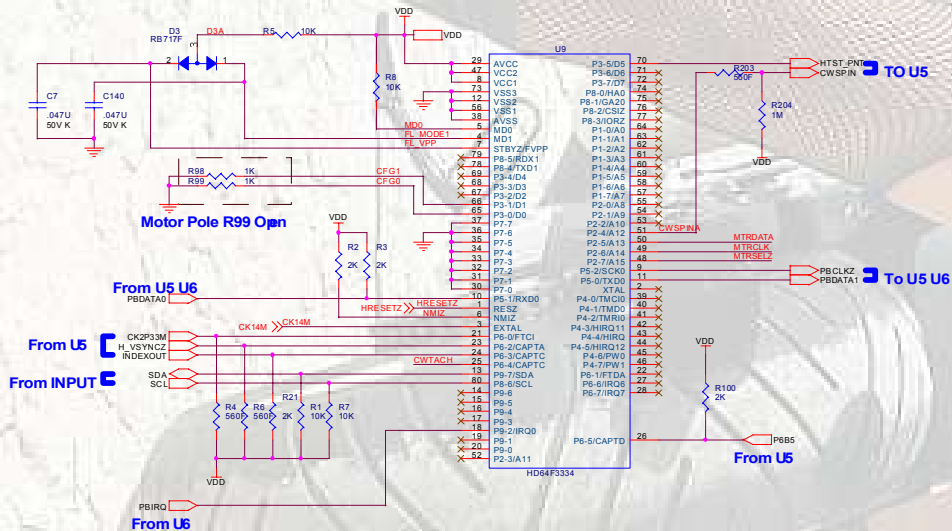 D3
RB717F
D3A
R5
10K
VDD
VDD
2
3
1
C7
.047U
50V K
C140
.047U
50V K
R8
10K
MD0
FL_MODE1
FL_VPP
R98
1K
R99
1K
CFG1
CFG0
Motor Pole R99 Open
VDD
R2
2K
R3
2K
From U5 U6
PBDATA0
HRESETZ
HRESETZ
NMIZ
CK14M
CK14M
From U5
CK2P33M
H_VSYNCZ
INDEXOUT
CWTACH
From INPUT
SDA
SCL
R4
560F
R6
560F
R21
2K
R1
10K
R7
10K
VDD
PBIRQ
From U6
U9
29 AVCC
47 VCC2
8 VCC1
73 VSS3
12 VSS2
56 VSS1
38 AVSS
5 MD0
4 MD1
7 STBYZ/FVPP
79 P8-5/RDX1
78 P8-4/TXD1
69 P3-4/D4
68 P3-3/D3
67 P3-2/D2
66 P3-1/D1
65 P3-0/D0
37 P7-7
36 P7-6
35 P7-5
34 P7-4
33 P7-3
32 P7-2
31 P7-1
30 P7-0
10 P5-1/RXD0
1 RESZ
6 NMIZ
3 EXTAL
21 P6-0/FTCI
23 P6-2/CAPTA
24 P6-3/CAPTC
25 P6-4/CAPTC
13 P9-7/SDA
80 P8-6/SCL
14 P9-6
15 P9-5
16 P9-4
17 P9-3
18 P9-2/IRQ0
19 P9-1
20 P9-0
52 P2-3/A11
P3-5/D5 70
P3-6/D6 71
P3-7/D7 72
P8-0/HA0 74
P8-1/GA20 75
P8-2/CSIZ 76
P8-3/IORZ 77
P1-0/A0 64
P1-1/A1 63
P1-2/A2 62
P1-3/A3 61
P1-4/A4 60
P1-5/A5 59
P1-6/A6 58
P1-7/A7 57
P2-0/A8 55
P2-1/A9 54
P2-2/A10 53
P2-4/A12 51
P2-5/A13 50
P2-6/A14 49
P2-7/A15 48
P5-2/SCK0 9
P5-0/TXD0 11
XTAL 2
P4-0/TMCI0 39
P4-1/TMD0 40
P4-2/TMRI0 41
P4-3/HIRQ11 42
P4-4/HIRQ 43
P4-5/HIRQ12 44
P4-6/PW0 45
P4-7/PW1 46
P6-1/FTDA 22
P6-6/IRQ6 27
P6-7/IRQ7 28
P6-5/CAPTD 26
HD64F3334
CWSPINA
MTRDATA
MTRCLK
MTRSELZ
R203
560F
R204
1M
VDD
HTST_PNT
CWSPIN
TO U5
PBCLKZ
PBDATA1
To U5 U6
VDD
R100
2K
P6B5
From U5